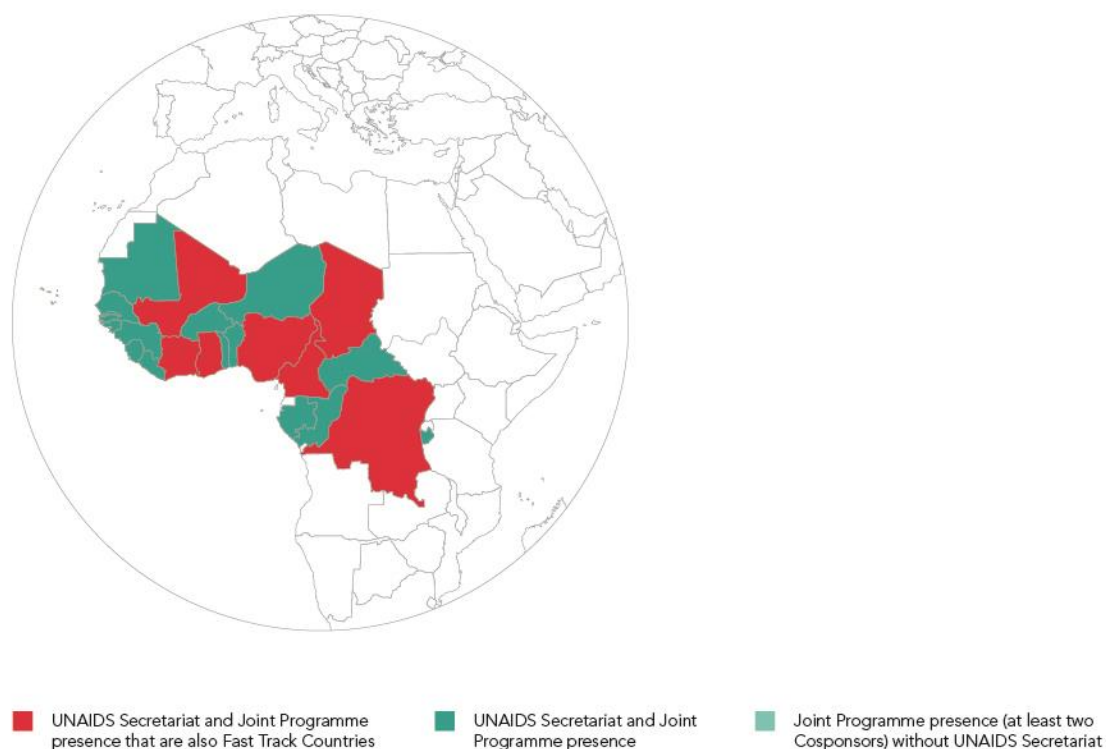 UNAIDS Secretariat and Joint Programme
presence that are also Fast Track Countries
UNAIDS Secretariat and Joint
Programme presence
Joint Programme presence (at least two
Cosponsors) without UNAIDS Secretariat